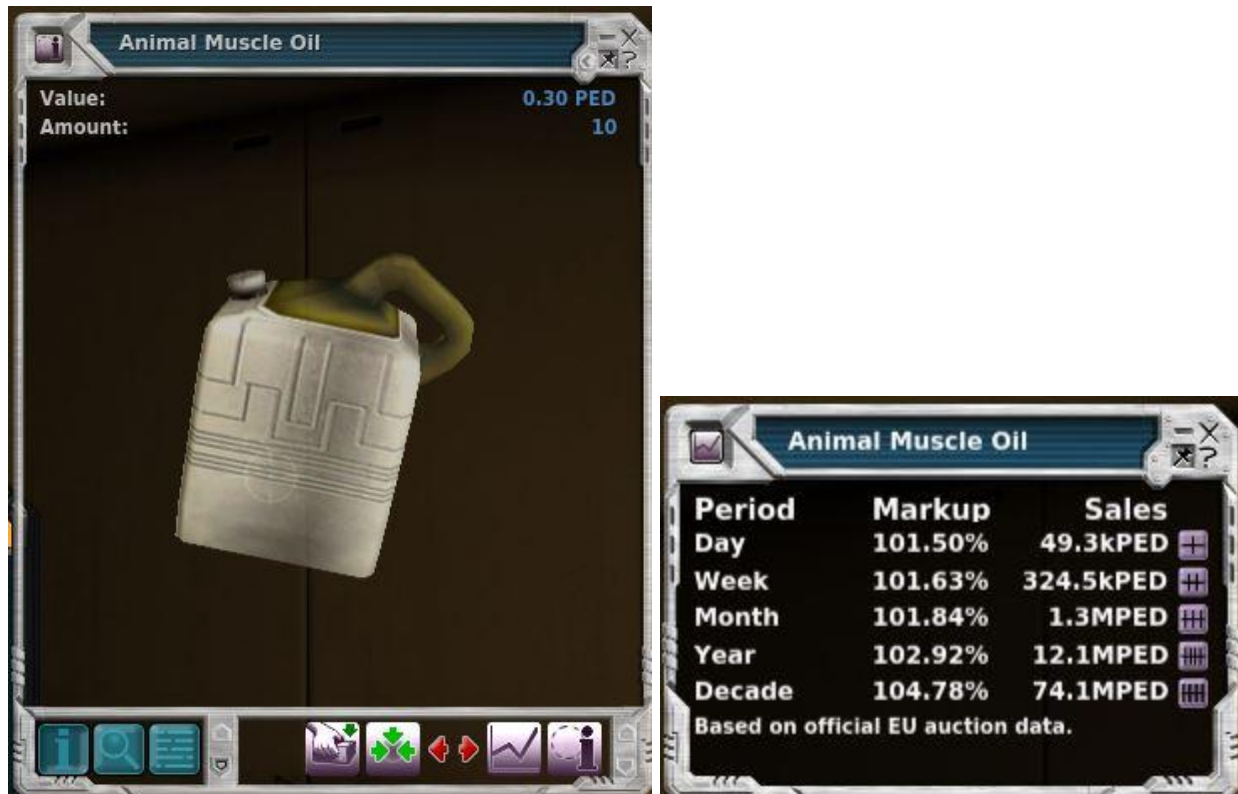 Animal Muscle Oil
Value: 0.30 PED
Amount: 10
Animal Muscle Oil
Period Markup Sales
Day 101.50% 49.3kPED
Week 101.63% 324.5kPED
Month 101.84% 1.3MPED
Year 102.92% 12.1MPED
Decade 104.78% 74.1MPED
Based on official EU auction data.